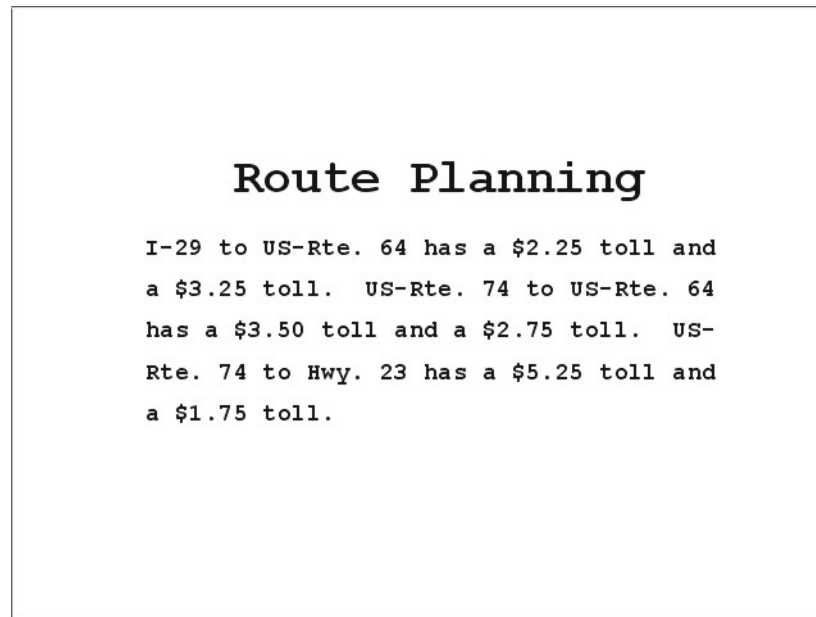 Route Planning
I-29 to US-Rte. 64 has a $2.25 toll and
a $3.25 toll.  US-Rte. 74 to US-Rte. 64
has a $3.50 toll and a $2.75 toll.  US-
Rte. 74 to Hwy. 23 has a $5.25 toll and
a $1.75 toll.